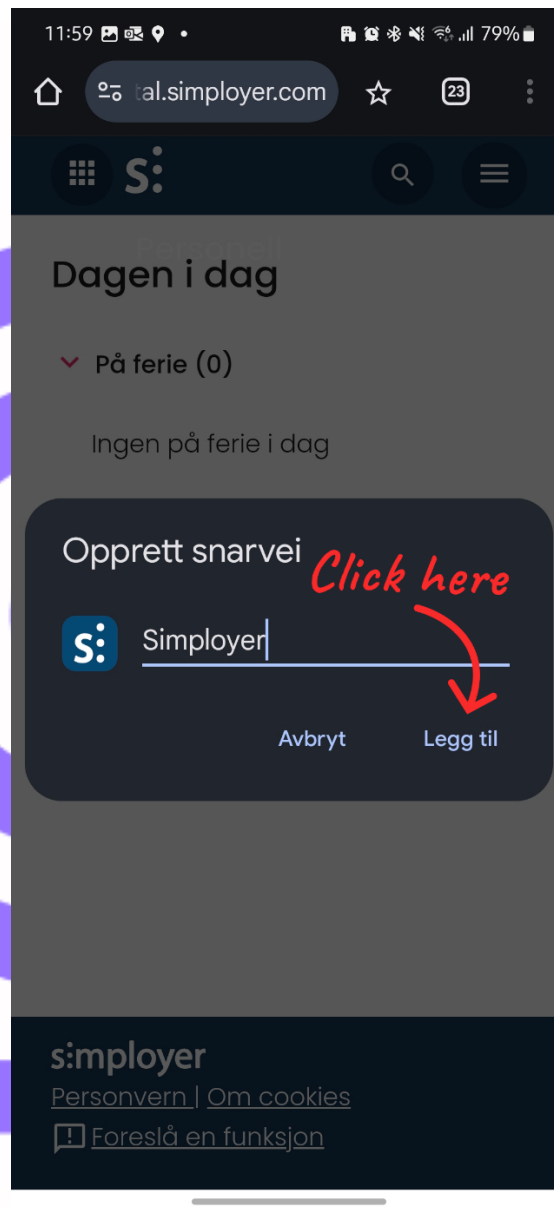 11:59 79%
tal.simployer.com 23
s:
Personell
Dagen i dag
På ferie (0)
Ingen på ferie i dag
Opprett snarvei
Click here
s: Simployer
Avbryt Legg til
s:mployer
Personvern | Om cookies
Foreslå en funksjon